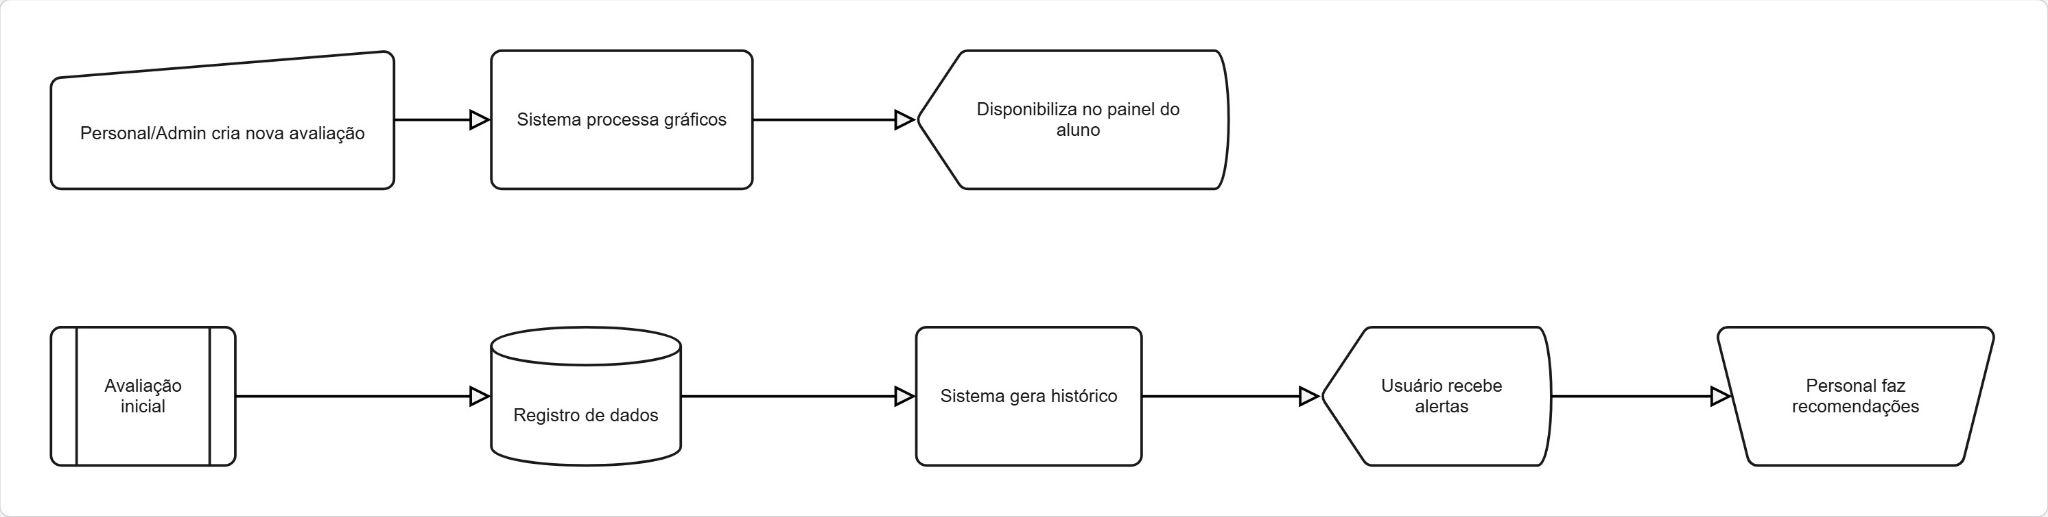 Personal/Admin cria nova avaliação
Sistema processa gráficos
Disponibiliza no painel do
aluno
Avaliação
inicial
Registro de dados
Sistema gera histórico
Usuário recebe
alertas
Personal faz
recomendações